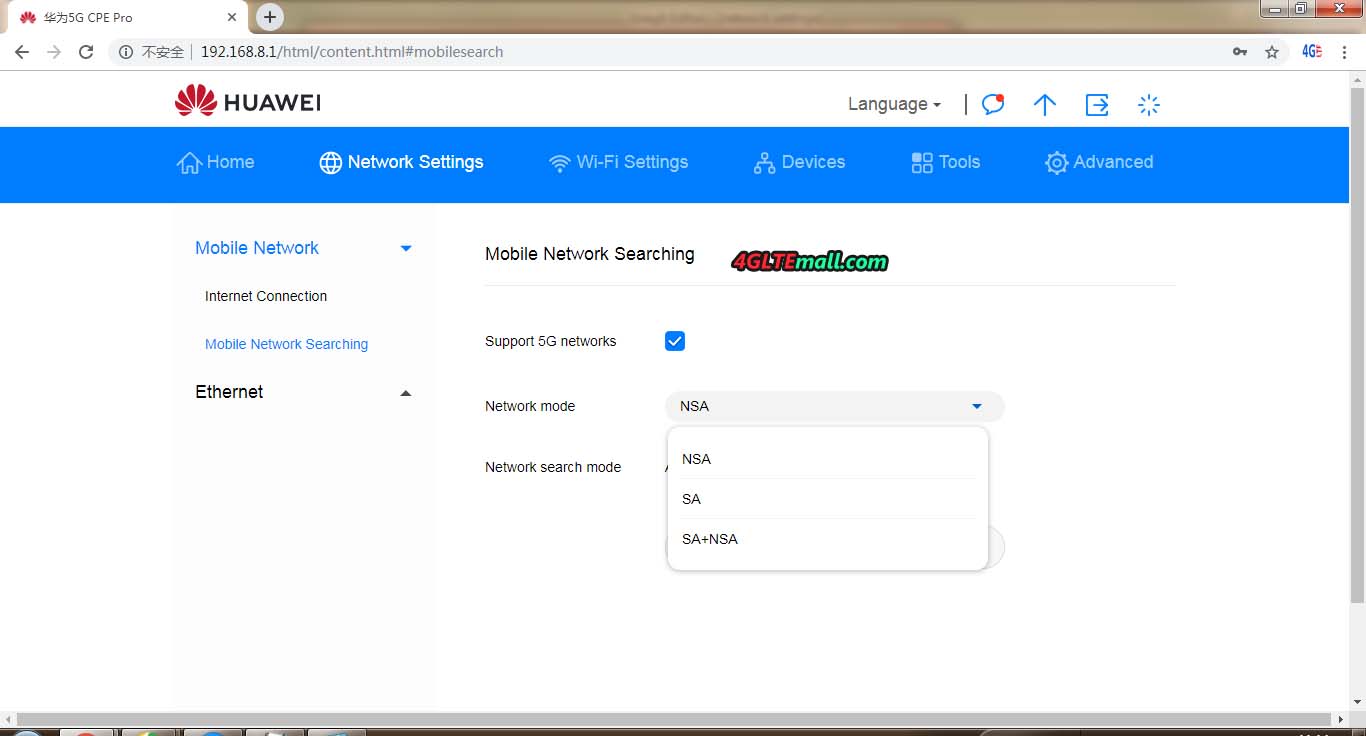 华为5G CPE Pro
不安全 192.168.8.1/html/content.html#mobilesearch
4G
HUAWEI
Language
Home Network Settings Wi-Fi Settings Devices Tools Advanced
Mobile Network
Internet Connection
Mobile Network Searching
Ethernet
Mobile Network Searching 4GLTEmall.com
Support 5G networks
Network mode NSA
Network search mode
NSA
SA
SA+NSA